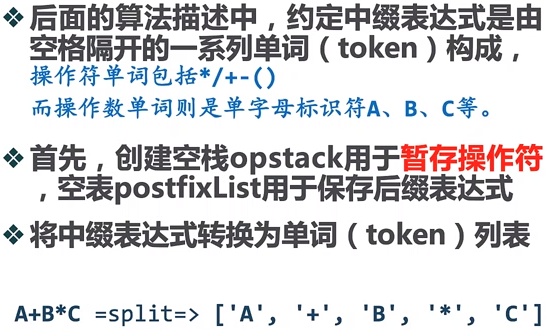 ❖ 后面的算法描述中，约定中缀表达式是由
空格隔开的一系列单词（token）构成，
操作符单词包括*/+-()
而操作数单词则是单字母标识符A、B、C等。
❖ 首先，创建空栈opstack用于暂存操作符
，空表postfixList用于保存后缀表达式
❖ 将中缀表达式转换为单词（token）列表
A+B*C =split=> ['A', '+', 'B', '*', 'C']